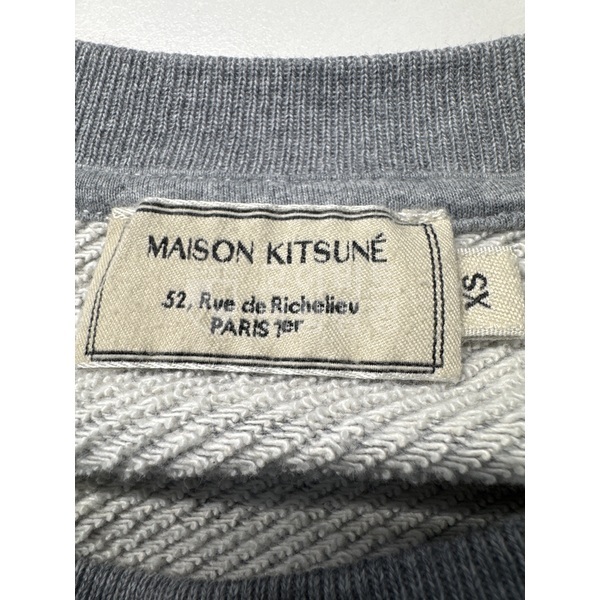 MAISON KITSUNÉ
52, Rue de Richelieu
PARIS 1er
XS